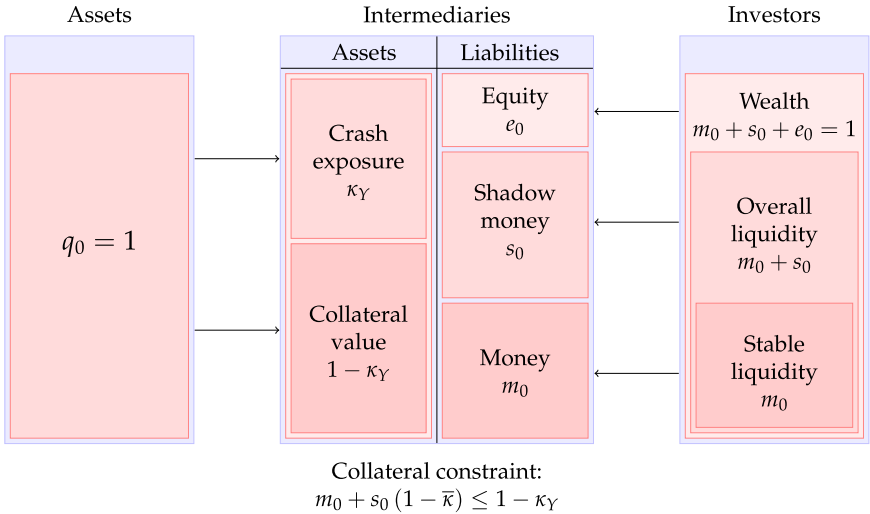 Assets
Intermediaries
Investors
Assets
Liabilities
q₀ = 1
Crash
exposure
κ_Y
Collateral
value
1 − κ_Y
Equity
e₀
Shadow
money
s₀
Money
m₀
Wealth
m₀ + s₀ + e₀ = 1
Overall
liquidity
m₀ + s₀
Stable
liquidity
m₀
Collateral constraint:
m₀ + s₀ (1 − κ̅) ≤ 1 − κ_Y